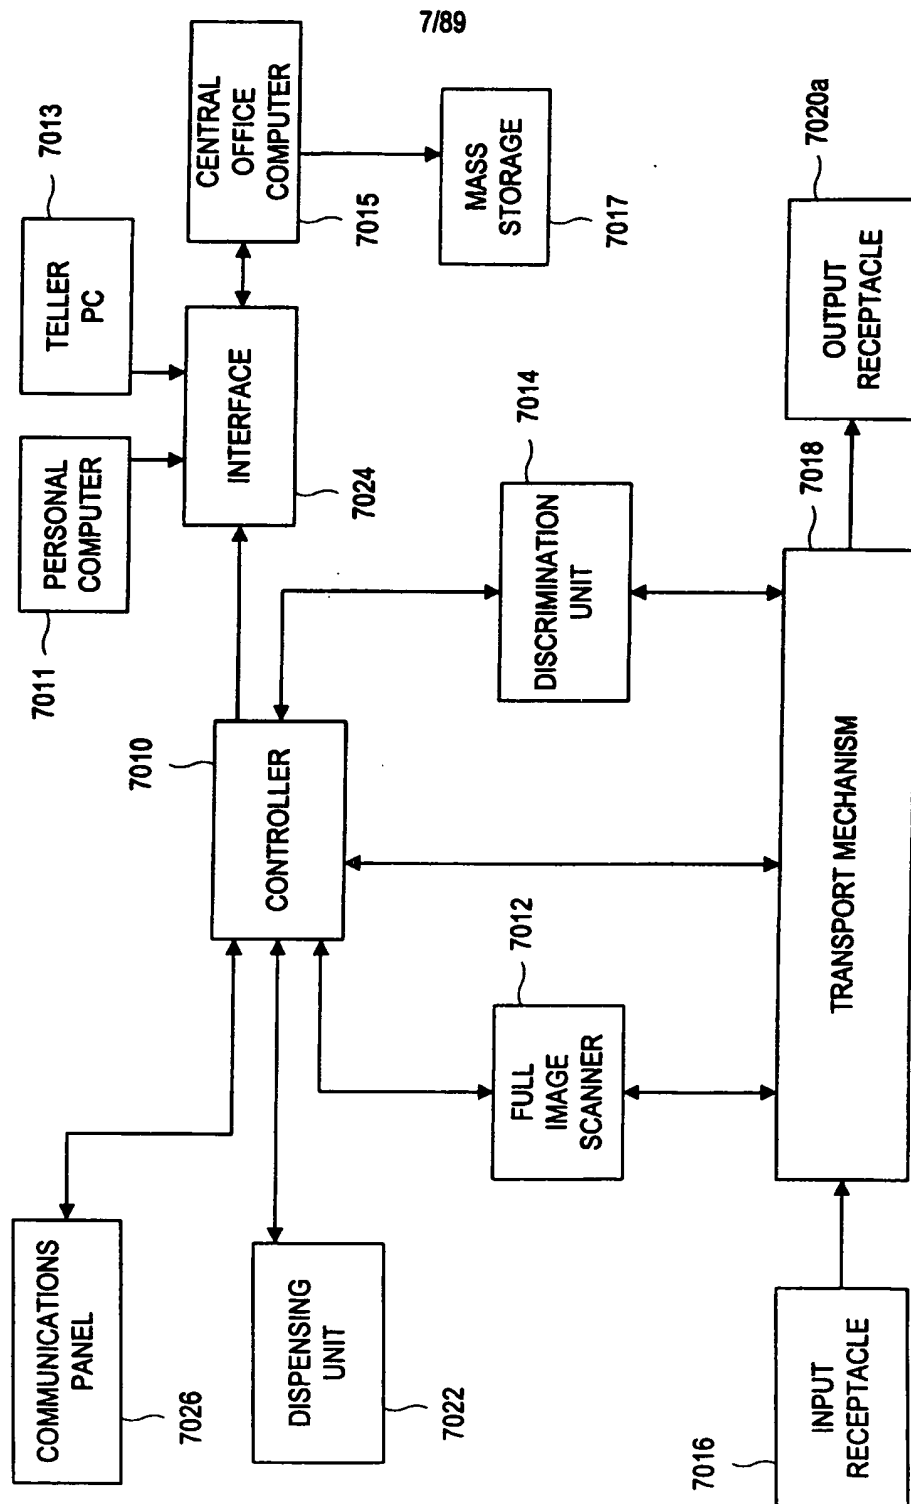 7/89
COMMUNICATIONS
PANEL
7026
DISPENSING
UNIT
7022
INPUT
RECEPTACLE
7016
FULL
IMAGE
SCANNER
7012
CONTROLLER
7010
TRANSPORT MECHANISM
7018
DISCRIMINATION
UNIT
7014
PERSONAL
COMPUTER
7011
TELLER
PC
7013
INTERFACE
7024
CENTRAL
OFFICE
COMPUTER
7015
MASS
STORAGE
7017
OUTPUT
RECEPTACLE
7020a